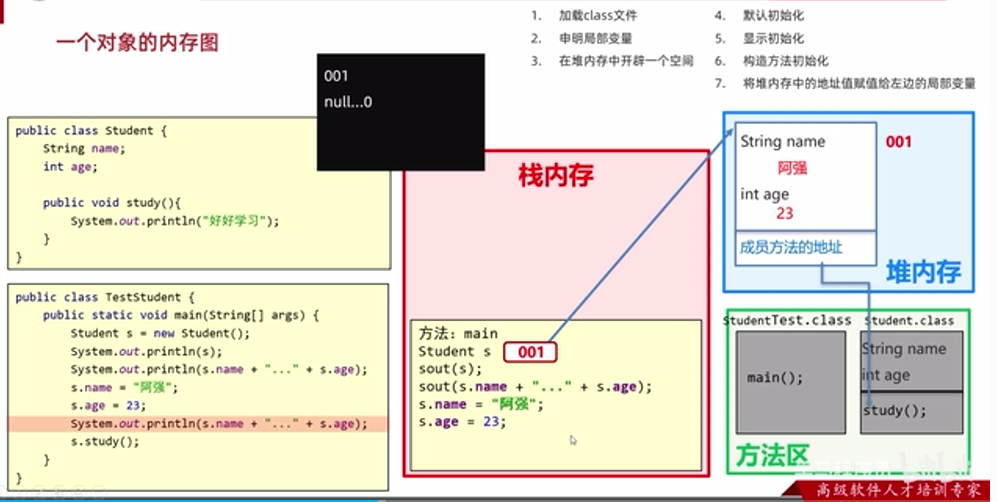 一个对象的内存图
1. 加载class文件
2. 申明局部变量
3. 在堆内存中开辟一个空间
4. 默认初始化
5. 显示初始化
6. 构造方法初始化
7. 将堆内存中的地址值赋值给左边的局部变量
001
null...0
public class Student {
String name;
int age;
public void study(){
System.out.println("好好学习");
}
}
public class TestStudent {
public static void main(String[] args) {
Student s = new Student();
System.out.println(s);
System.out.println(s.name + "..." + s.age);
s.name = "阿强";
s.age = 23;
System.out.println(s.name + "..." + s.age);
s.study();
}
}
栈内存
方法：main
Student s 001
sout(s);
sout(s.name + "..." + s.age);
s.name = "阿强";
s.age = 23;
String name
阿强
int age
23
成员方法的地址
001
堆内存
StudentTest.class
main();
Student.class
String name
int age
study();
方法区
高级软件人才培训专家